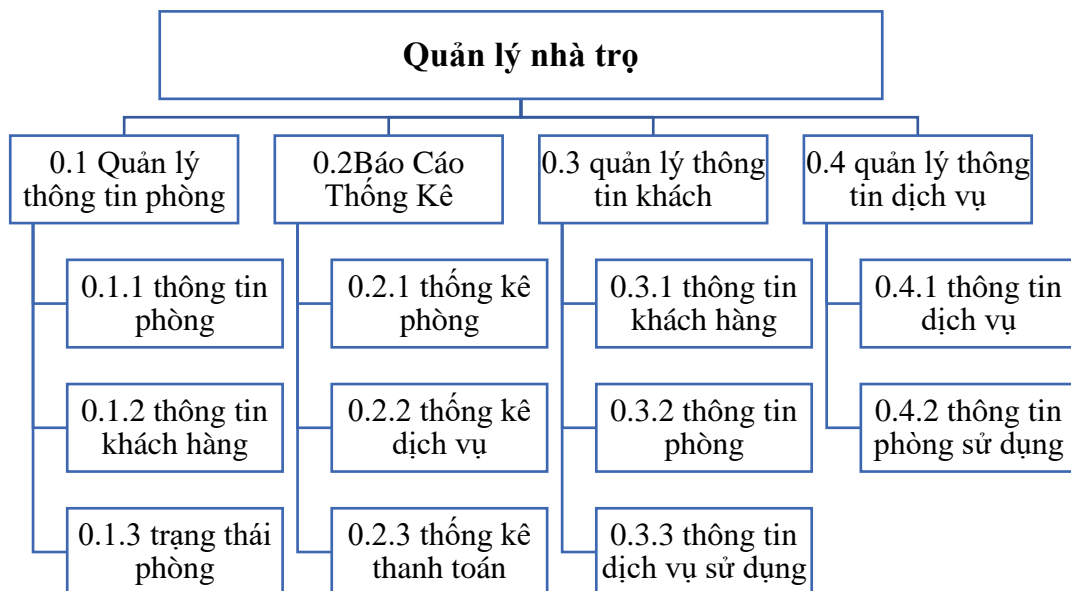 Quản lý nhà trọ
0.1 Quản lý
thông tin phòng
0.1.1 thông tin
phòng
0.1.2 thông tin
khách hàng
0.1.3 trạng thái
phòng
0.2Báo Cáo
Thống Kê
0.2.1 thống kê
phòng
0.2.2 thống kê
dịch vụ
0.2.3 thống kê
thanh toán
0.3 quản lý thông
tin khách
0.3.1 thông tin
khách hàng
0.3.2 thông tin
phòng
0.3.3 thông tin
dịch vụ sử dụng
0.4 quản lý thông
tin dịch vụ
0.4.1 thông tin
dịch vụ
0.4.2 thông tin
phòng sử dụng